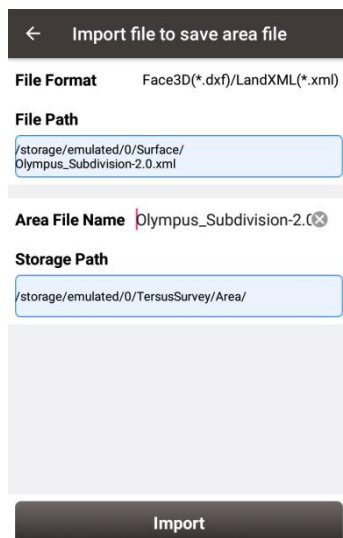 Import file to save area file
File Format Face3D(*.dxf)/LandXML(*.xml)
File Path
/storage/emulated/0/Surface/
Olympus_Subdivision-2.0.xml
Area File Name Olympus_Subdivision-2.0
Storage Path
/storage/emulated/0/TersusSurvey/Area/
Import